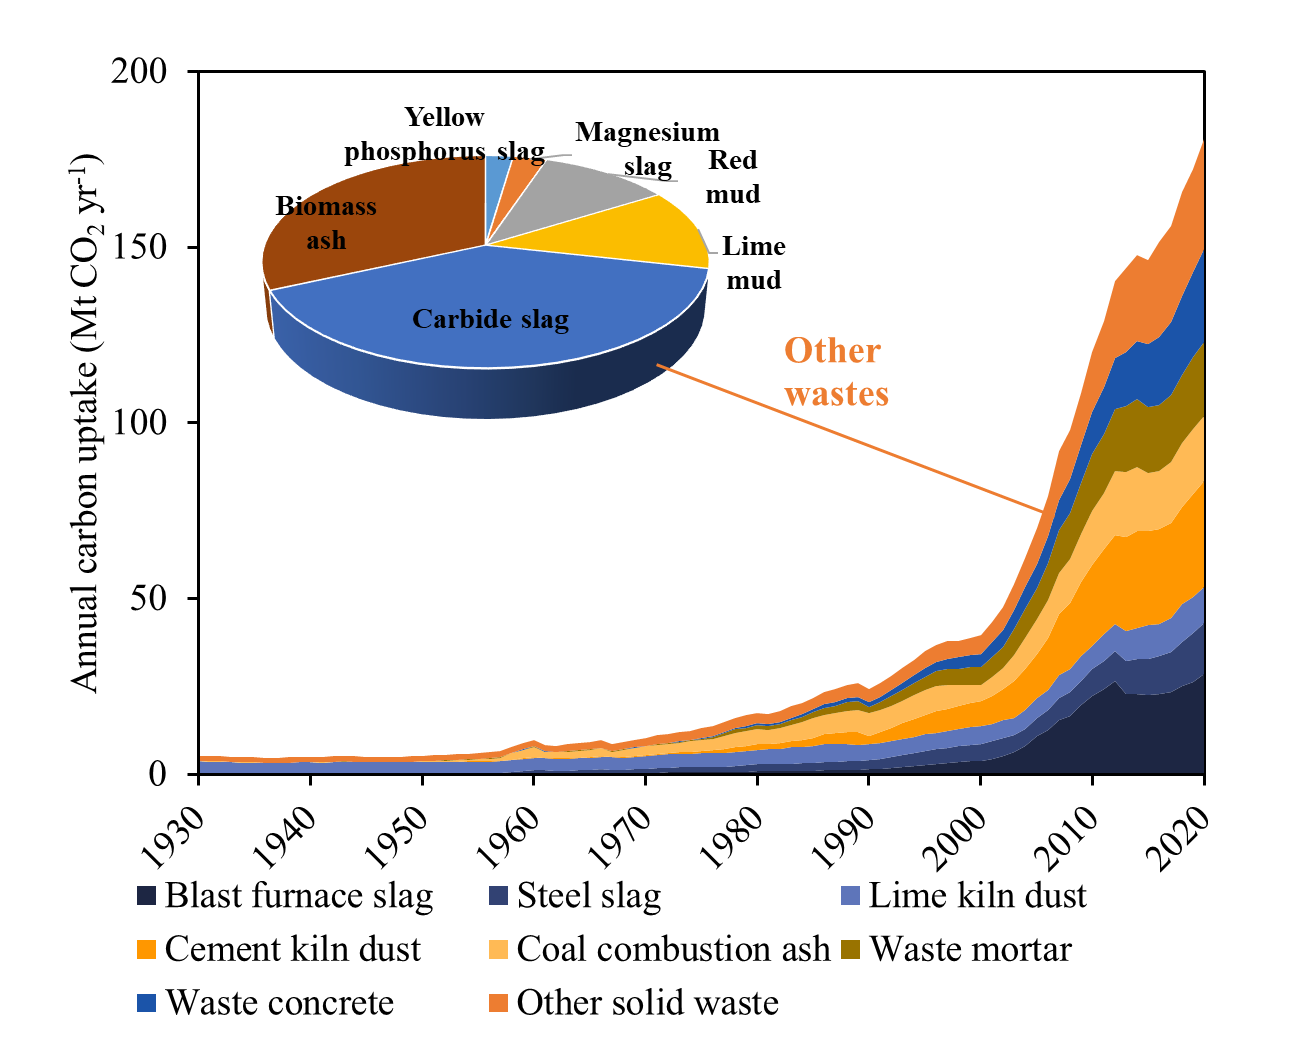 200
150
100
50
0
Annual carbon uptake (Mt CO2 yr-1)
Yellow
phosphorus slag
Magnesium
slag
Red
mud
Biomass
ash
Lime
mud
Carbide slag
Other
wastes
1930
1940
1950
1960
1970
1980
1990
2000
2010
2020
Blast furnace slag
Steel slag
Lime kiln dust
Cement kiln dust
Coal combustion ash
Waste mortar
Waste concrete
Other solid waste